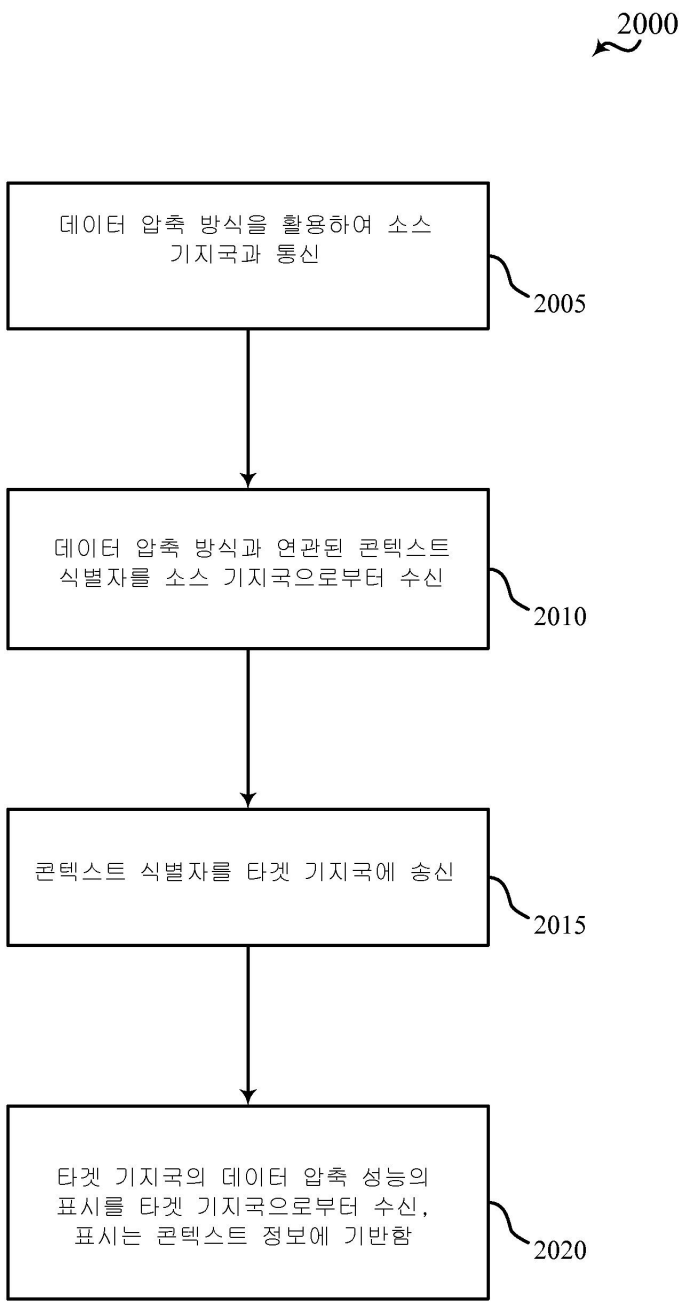 2000
데이터 압축 방식을 활용하여 소스
기지국과 통신
2005
데이터 압축 방식과 연관된 콘텍스트
식별자를 소스 기지국으로부터 수신
2010
콘텍스트 식별자를 타겟 기지국에 송신
2015
타겟 기지국의 데이터 압축 성능의
표시를 타겟 기지국으로부터 수신,
표시는 콘텍스트 정보에 기반함
2020